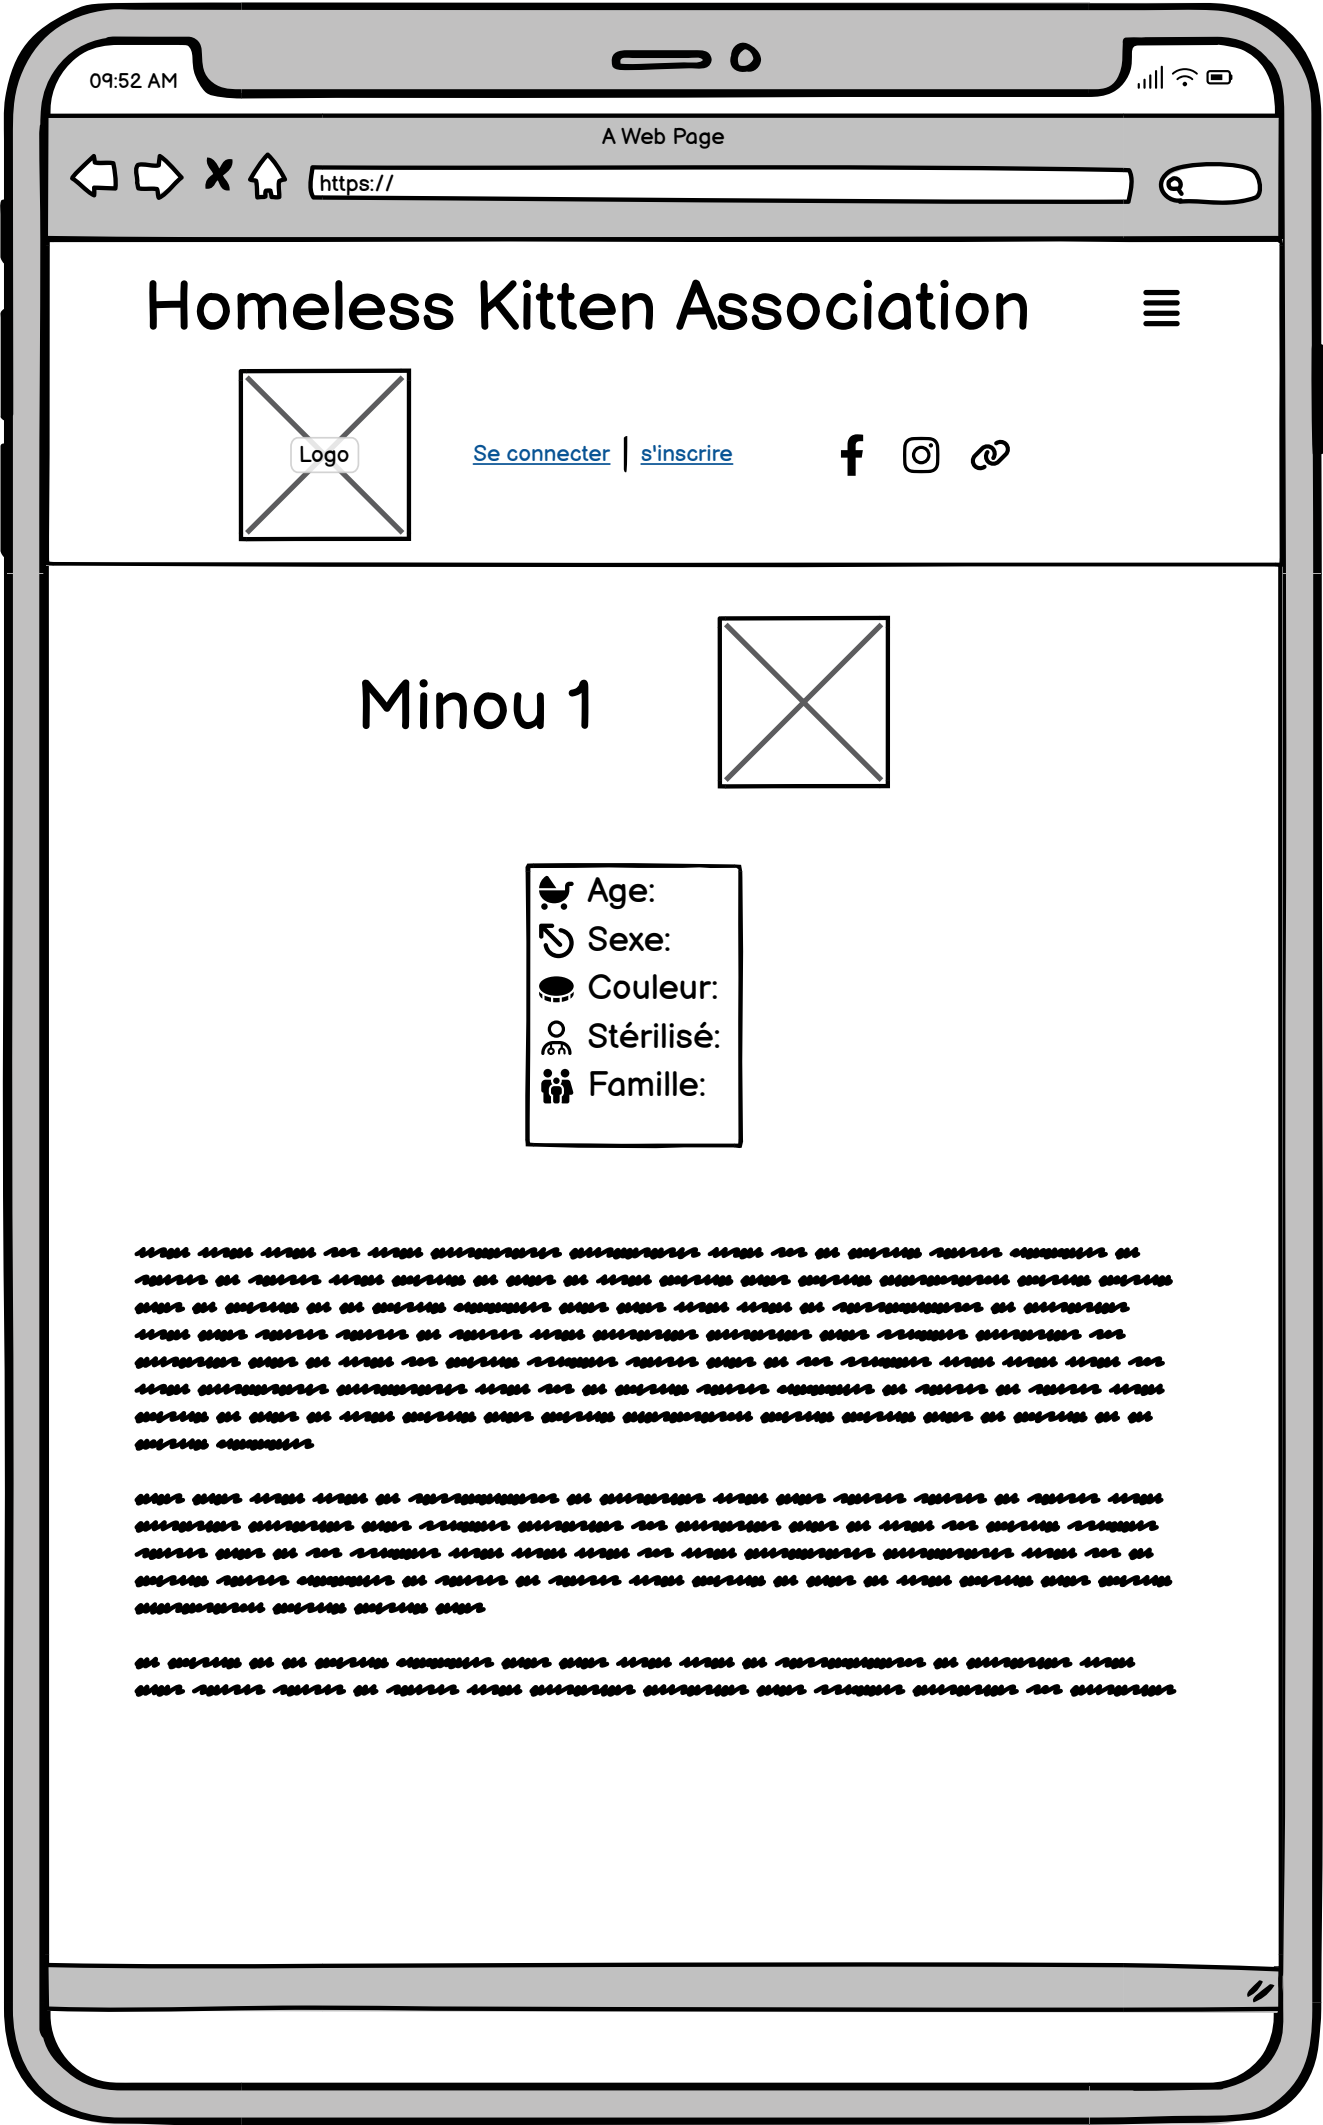 09:52 AM
A Web Page
https://
Homeless Kitten Association
Logo
Se connecter | s'inscrire
Minou 1
Age:
Sexe:
Couleur:
Stérilisé:
Famille: